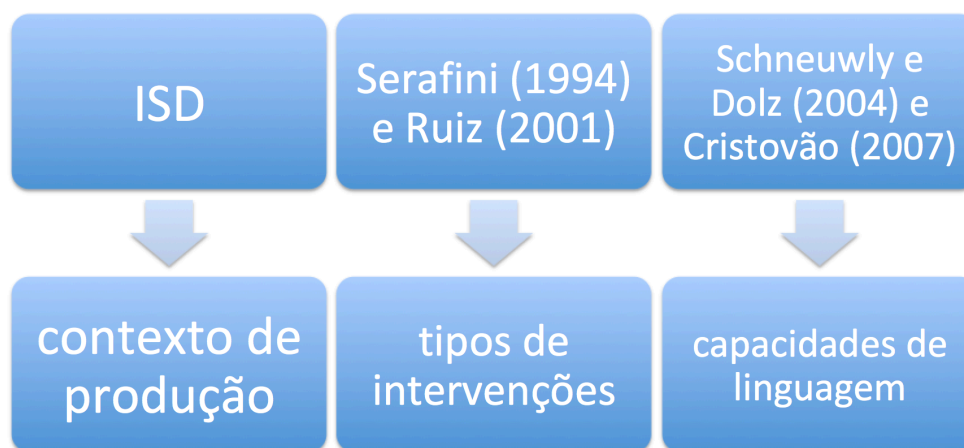 ISD
Serafini (1994)
e Ruiz (2001)
Schneuwly e
Dolz (2004) e
Cristovão (2007)
contexto de
produção
tipos de
intervenções
capacidades de
linguagem